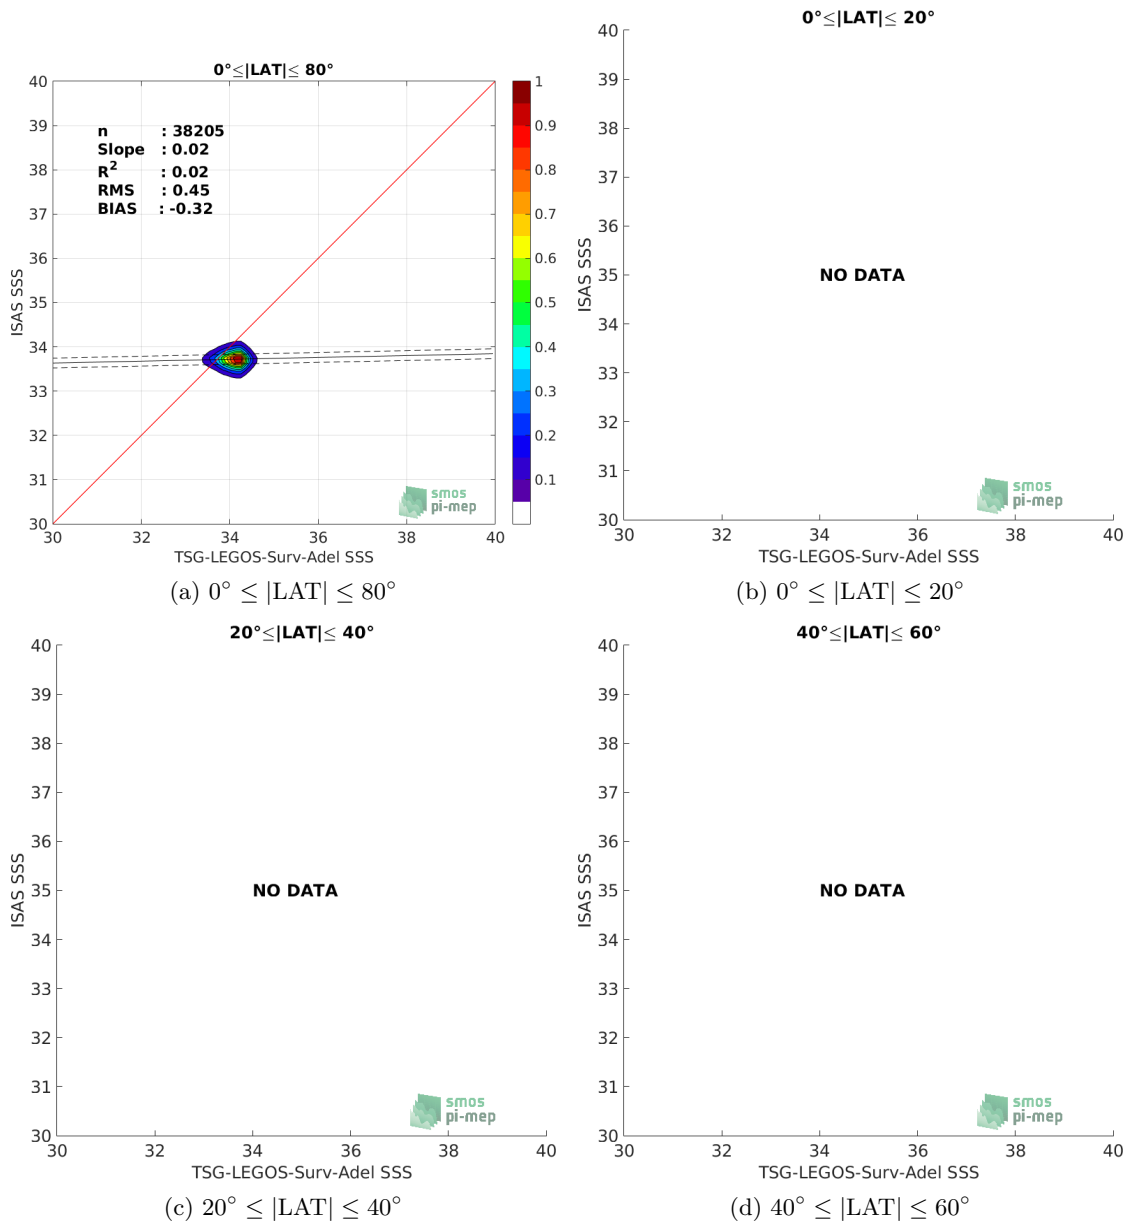 0°≤|LAT|≤ 80°
40
39
38
37
36
35
34
33
32
31
30
ISAS SSS
n : 38205
Slope : 0.02
R² : 0.02
RMS : 0.45
BIAS : -0.32
smos
pi-mep
30 32 34 36 38 40
TSG-LEGOS-Surv-Adel SSS
1
0.9
0.8
0.7
0.6
0.5
0.4
0.3
0.2
0.1
(a) 0° ≤ |LAT| ≤ 80°
0°≤|LAT|≤ 20°
40
39
38
37
36
35
34
33
32
31
30
ISAS SSS
NO DATA
smos
pi-mep
30 32 34 36 38 40
TSG-LEGOS-Surv-Adel SSS
(b) 0° ≤ |LAT| ≤ 20°
20°≤|LAT|≤ 40°
40
39
38
37
36
35
34
33
32
31
30
ISAS SSS
NO DATA
smos
pi-mep
30 32 34 36 38 40
TSG-LEGOS-Surv-Adel SSS
(c) 20° ≤ |LAT| ≤ 40°
40°≤|LAT|≤ 60°
40
39
38
37
36
35
34
33
32
31
30
ISAS SSS
NO DATA
smos
pi-mep
30 32 34 36 38 40
TSG-LEGOS-Surv-Adel SSS
(d) 40° ≤ |LAT| ≤ 60°